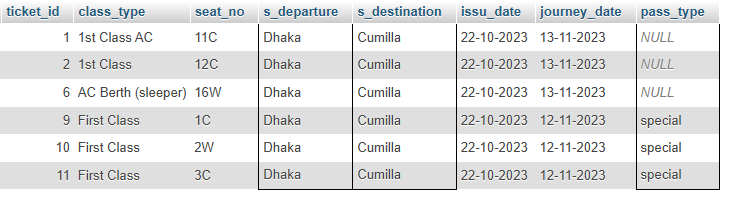 ticket_id class_type seat_no s_departure s_destination issu_date journey_date pass_type
1 1st Class AC 11C Dhaka Cumilla 22-10-2023 13-11-2023 NULL
2 1st Class 12C Dhaka Cumilla 22-10-2023 13-11-2023 NULL
6 AC Berth (sleeper) 16W Dhaka Cumilla 22-10-2023 13-11-2023 NULL
9 First Class 1C Dhaka Cumilla 22-10-2023 12-11-2023 special
10 First Class 2W Dhaka Cumilla 22-10-2023 12-11-2023 special
11 First Class 3C Dhaka Cumilla 22-10-2023 12-11-2023 special